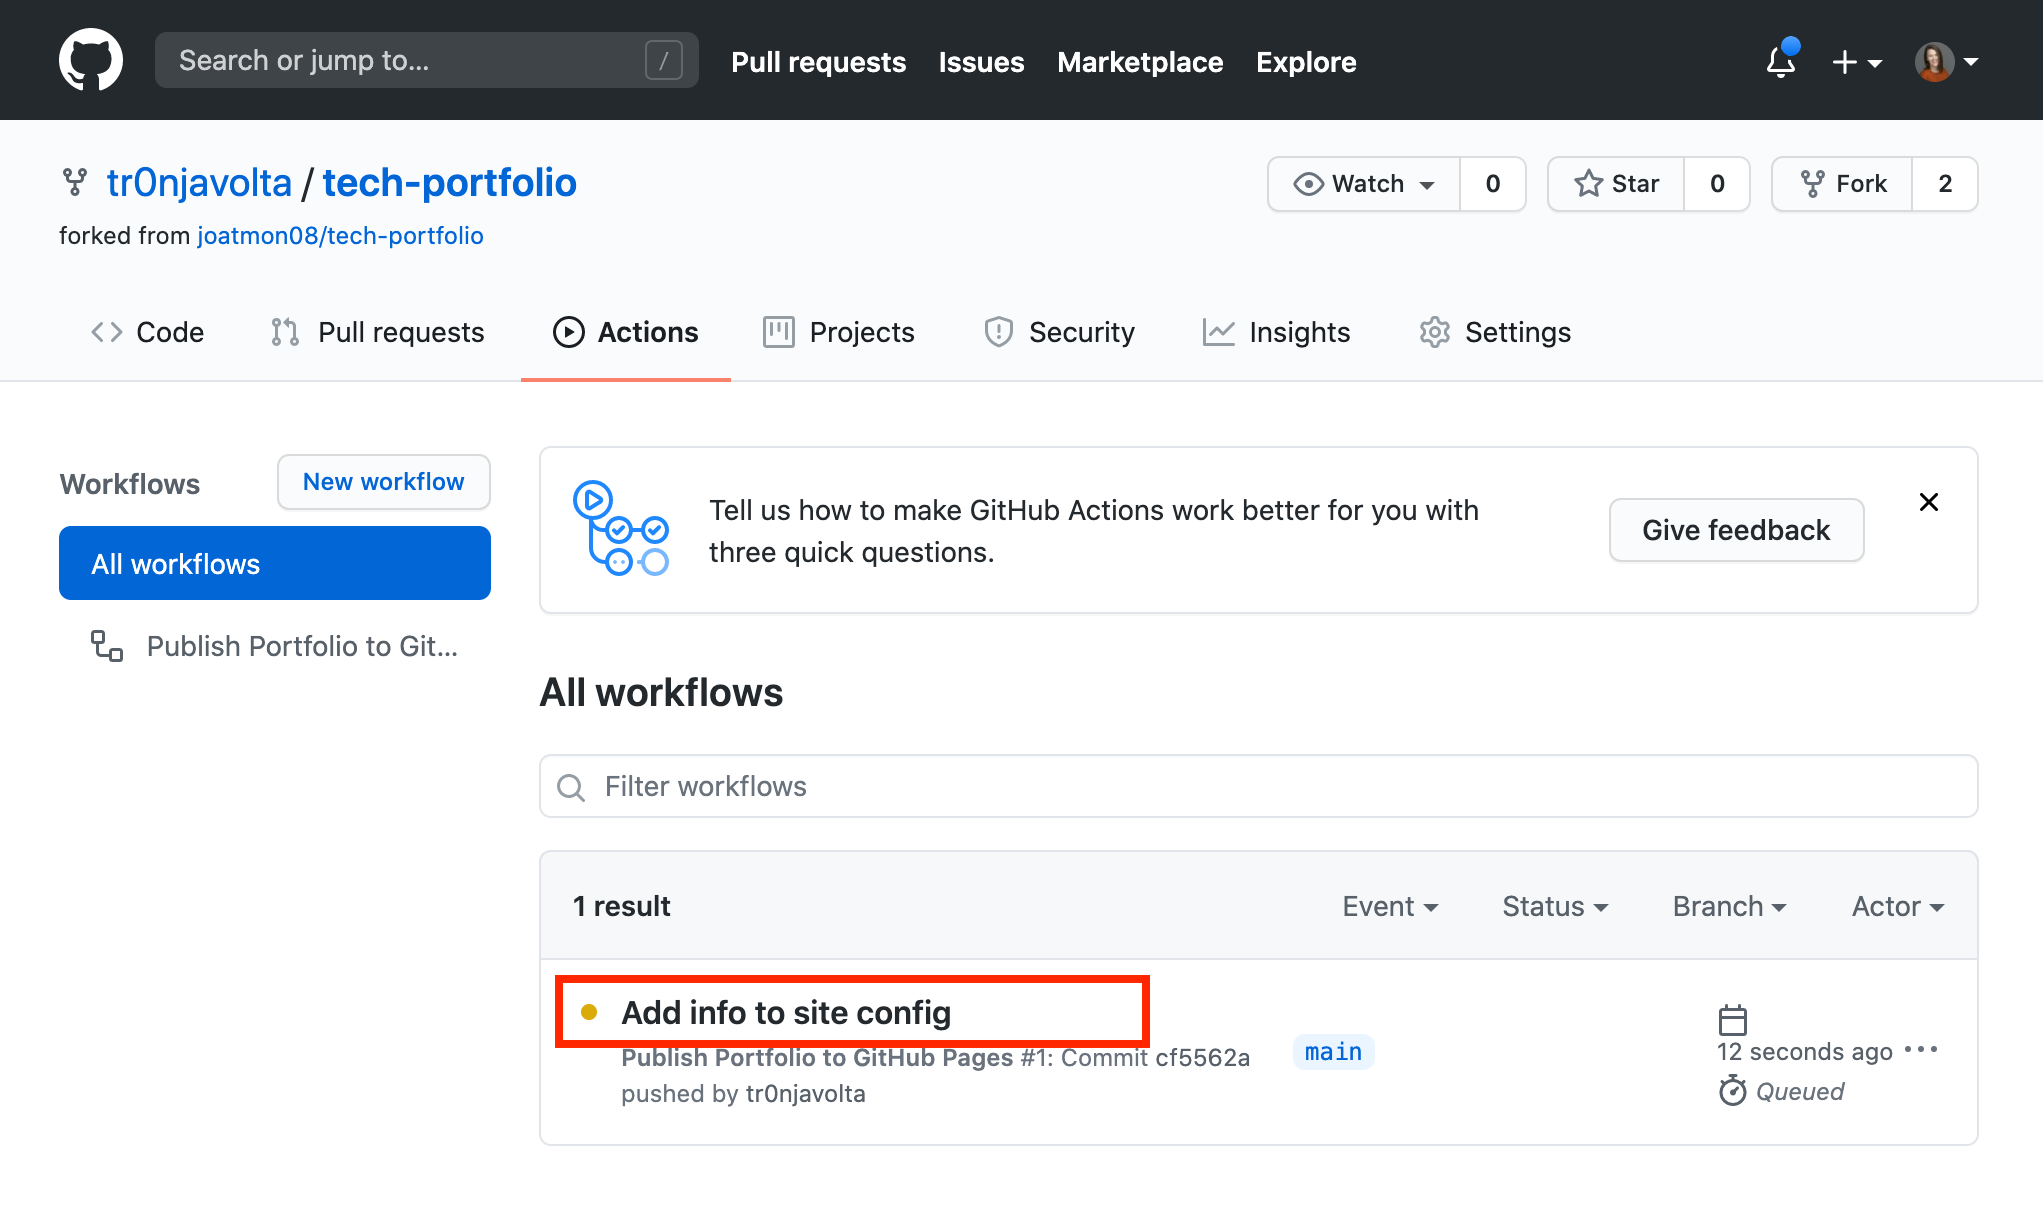 Search or jump to... /
Pull requests Issues Marketplace Explore
tr0njavolta / tech-portfolio
forked from joatmon08/tech-portfolio
Watch 0 Star 0 Fork 2
Code Pull requests Actions Projects Security Insights Settings
Workflows
New workflow
All workflows
Publish Portfolio to Git...
Tell us how to make GitHub Actions work better for you with
three quick questions.
Give feedback
All workflows
Filter workflows
1 result
Event Status Branch Actor
Add info to site config
Publish Portfolio to GitHub Pages #1: Commit cf5562a
pushed by tr0njavolta
main
12 seconds ago
Queued